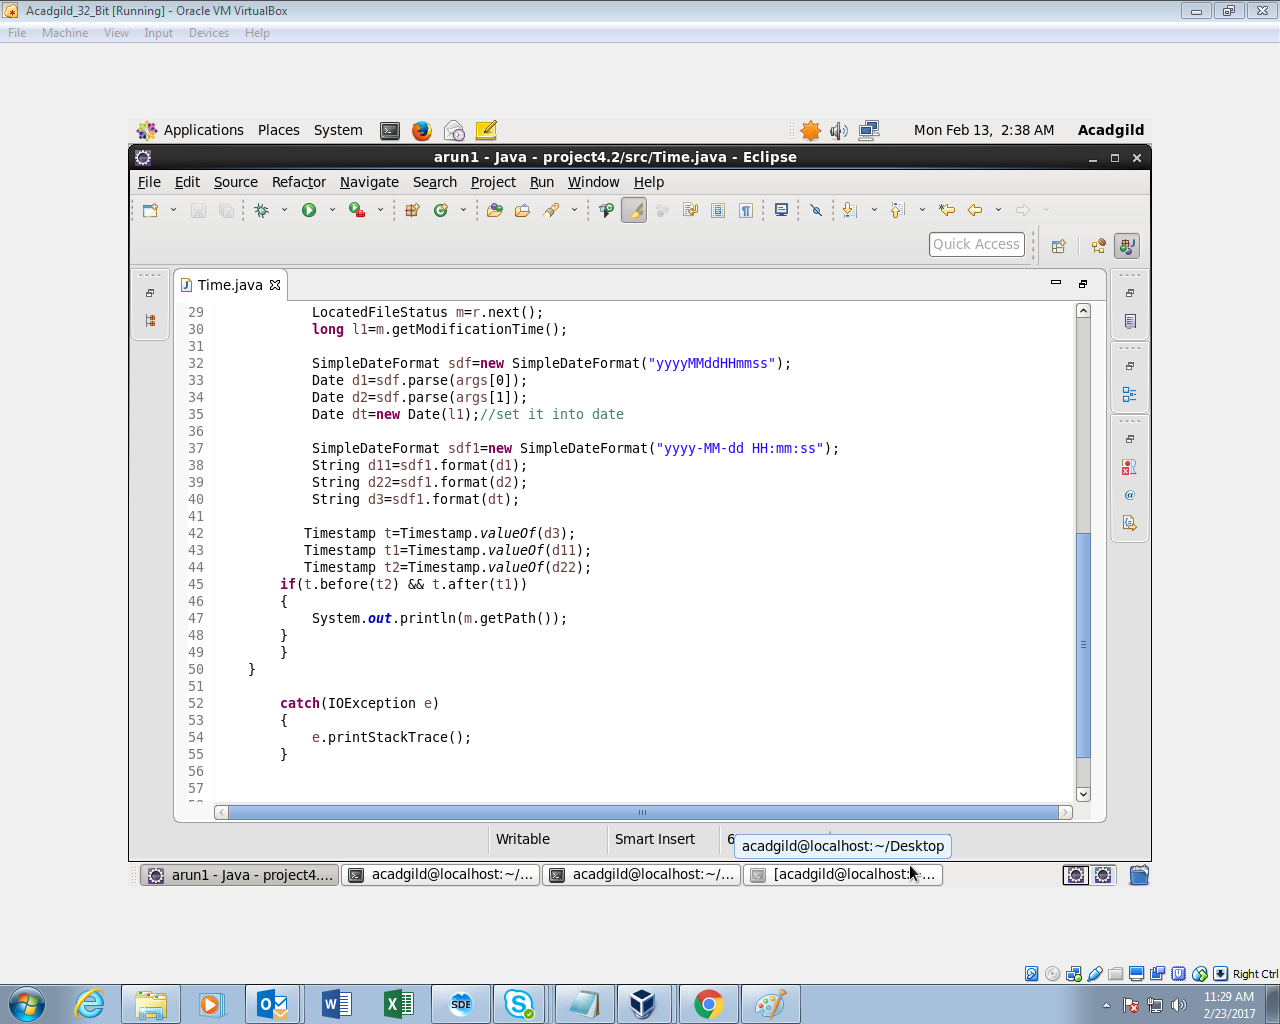 Acadgild_32_Bit [Running] - Oracle VM VirtualBox
File Machine View Input Devices Help
Applications Places System Mon Feb 13, 2:38 AM Acadgild
arun1 - Java - project4.2/src/Time.java - Eclipse
File Edit Source Refactor Navigate Search Project Run Window Help
Quick Access
Time.java
29 LocatedFileStatus m=r.next();
30 long l1=m.getModificationTime();
31
32 SimpleDateFormat sdf=new SimpleDateFormat("yyyyMMddHHmmss");
33 Date d1=sdf.parse(args[0]);
34 Date d2=sdf.parse(args[1]);
35 Date dt=new Date(l1);//set it into date
36
37 SimpleDateFormat sdf1=new SimpleDateFormat("yyyy-MM-dd HH:mm:ss");
38 String d11=sdf1.format(d1);
39 String d22=sdf1.format(d2);
40 String d3=sdf1.format(dt);
41
42 Timestamp t=Timestamp.valueOf(d3);
43 Timestamp t1=Timestamp.valueOf(d11);
44 Timestamp t2=Timestamp.valueOf(d22);
45 if(t.before(t2) && t.after(t1))
46 {
47 System.out.println(m.getPath());
48 }
49 }
50 }
51
52 catch(IOException e)
53 {
54 e.printStackTrace();
55 }
56
57
Writable Smart Insert 6
acadgild@localhost:~/Desktop
arun1 - Java - project4.... acadgild@localhost:~/... acadgild@localhost:~/... [acadgild@localhost:~...
Right Ctrl
SDE
11:29 AM
2/23/2017